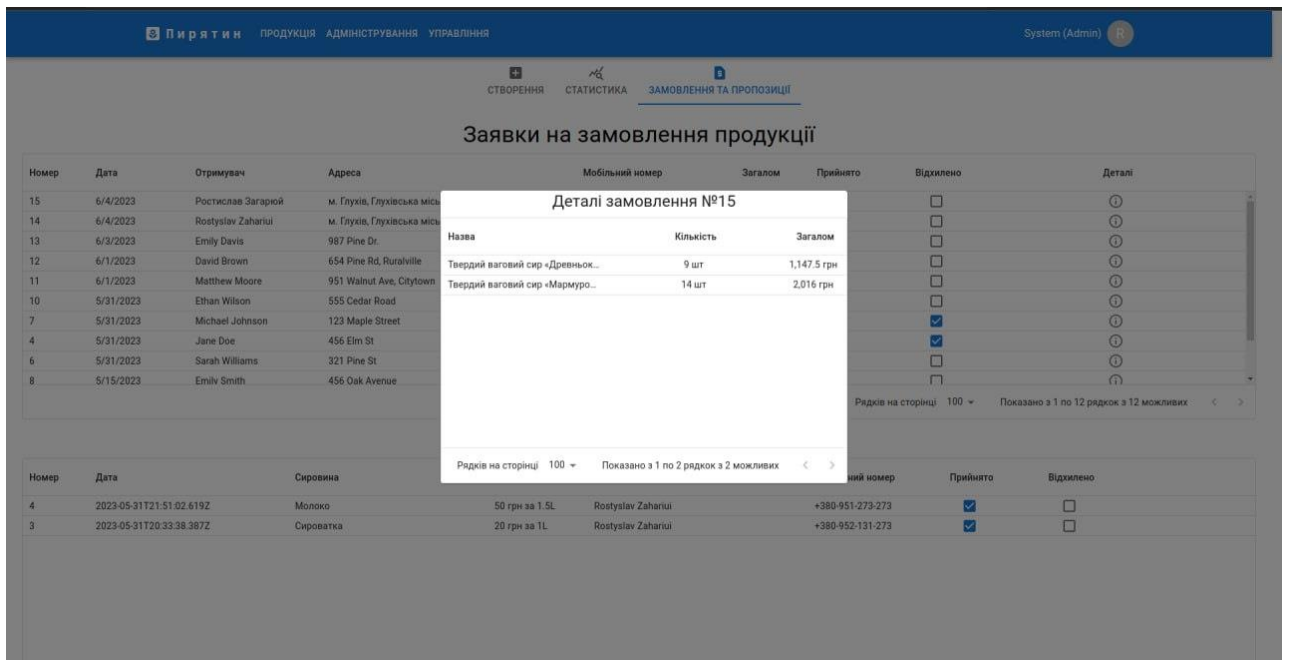 Пирятин ПРОДУКЦІЯ АДМІНІСТРУВАННЯ УПРАВЛІННЯ System (Admin) R
СТВОРЕННЯ СТАТИСТИКА ЗАМОВЛЕННЯ ТА ПРОПОЗИЦІЇ
Заявки на замовлення продукції
Номер Дата Отримувач Адреса Мобільний номер Загалом Прийнято Відхилено Деталі
15 6/4/2023 Ростислав Загарюй м. Глухів, Глухівська місь
14 6/4/2023 Rostyslav Zahariui м. Глухів, Глухівська місь
13 6/3/2023 Emily Davis 987 Pine Dr.
12 6/1/2023 David Brown 654 Pine Rd, Ruralville
11 6/1/2023 Matthew Moore 951 Walnut Ave, Citytown
10 5/31/2023 Ethan Wilson 555 Cedar Road
7 5/31/2023 Michael Johnson 123 Maple Street
4 5/31/2023 Jane Doe 456 Elm St
6 5/31/2023 Sarah Williams 321 Pine St
8 5/15/2023 Emily Smith 456 Oak Avenue
Рядків на сторінці 100 Показано з 1 по 12 рядкок з 12 можливих
Деталі замовлення №15
Назва Кількість Загалом
Твердий ваговий сир «Древньок... 9 шт 1,147.5 грн
Твердий ваговий сир «Мармуро... 14 шт 2,016 грн
Рядків на сторінці 100 Показано з 1 по 2 рядкок з 2 можливих
Номер Дата Сировина ний номер Прийнято Відхилено
4 2023-05-31T21:51:02.619Z Молоко 50 грн за 1.5L Rostyslav Zahariui +380-951-273-273
3 2023-05-31T20:33:38.387Z Сироватка 20 грн за 1L Rostyslav Zahariui +380-952-131-273